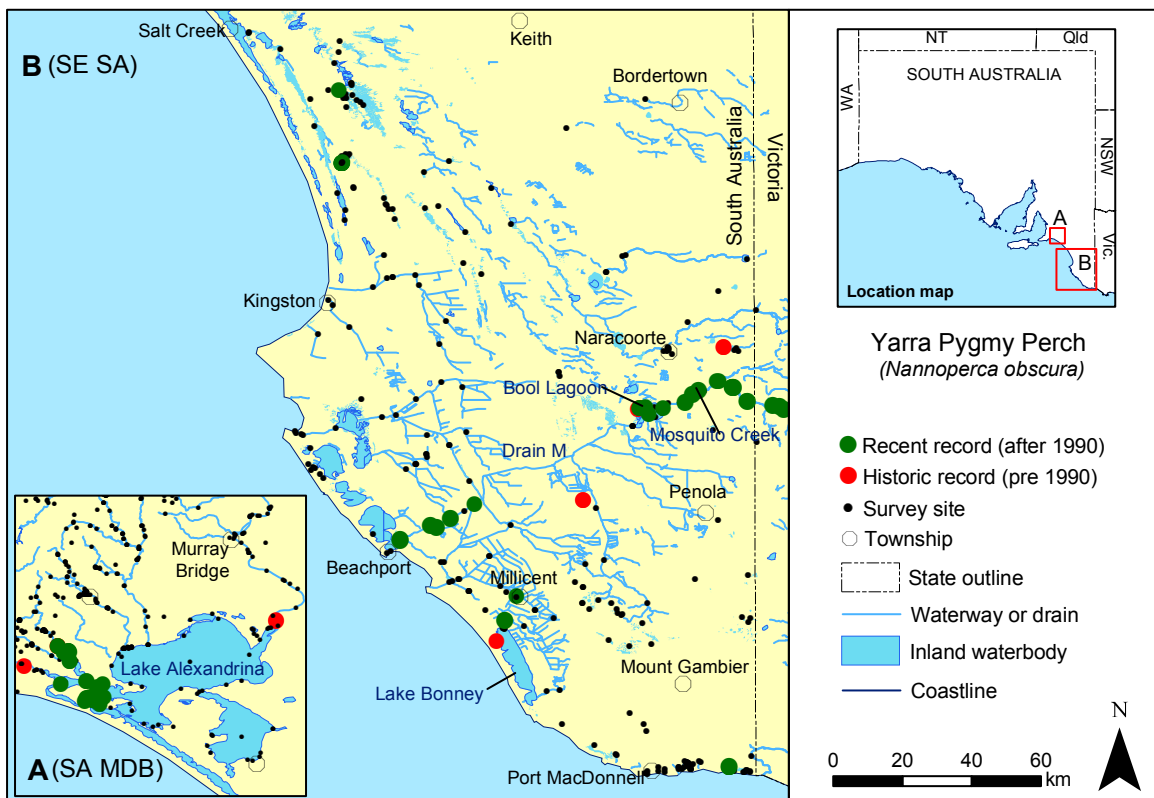 B (SE SA)
Salt Creek
Keith
Bordertown
South Australia
Victoria
Kingston
Naracoorte
Bool Lagoon
Mosquito Creek
Drain M
Penola
Beachport
Millicent
Mount Gambier
Lake Bonney
Port MacDonnell
Murray
Bridge
Lake Alexandrina
A (SA MDB)
NT
Qld
SOUTH AUSTRALIA
WA
NSW
Vic.
A
B
Location map
Yarra Pygmy Perch
(Nannoperca obscura)
Recent record (after 1990)
Historic record (pre 1990)
Survey site
Township
State outline
Waterway or drain
Inland waterbody
Coastline
N
0 20 40 60
km